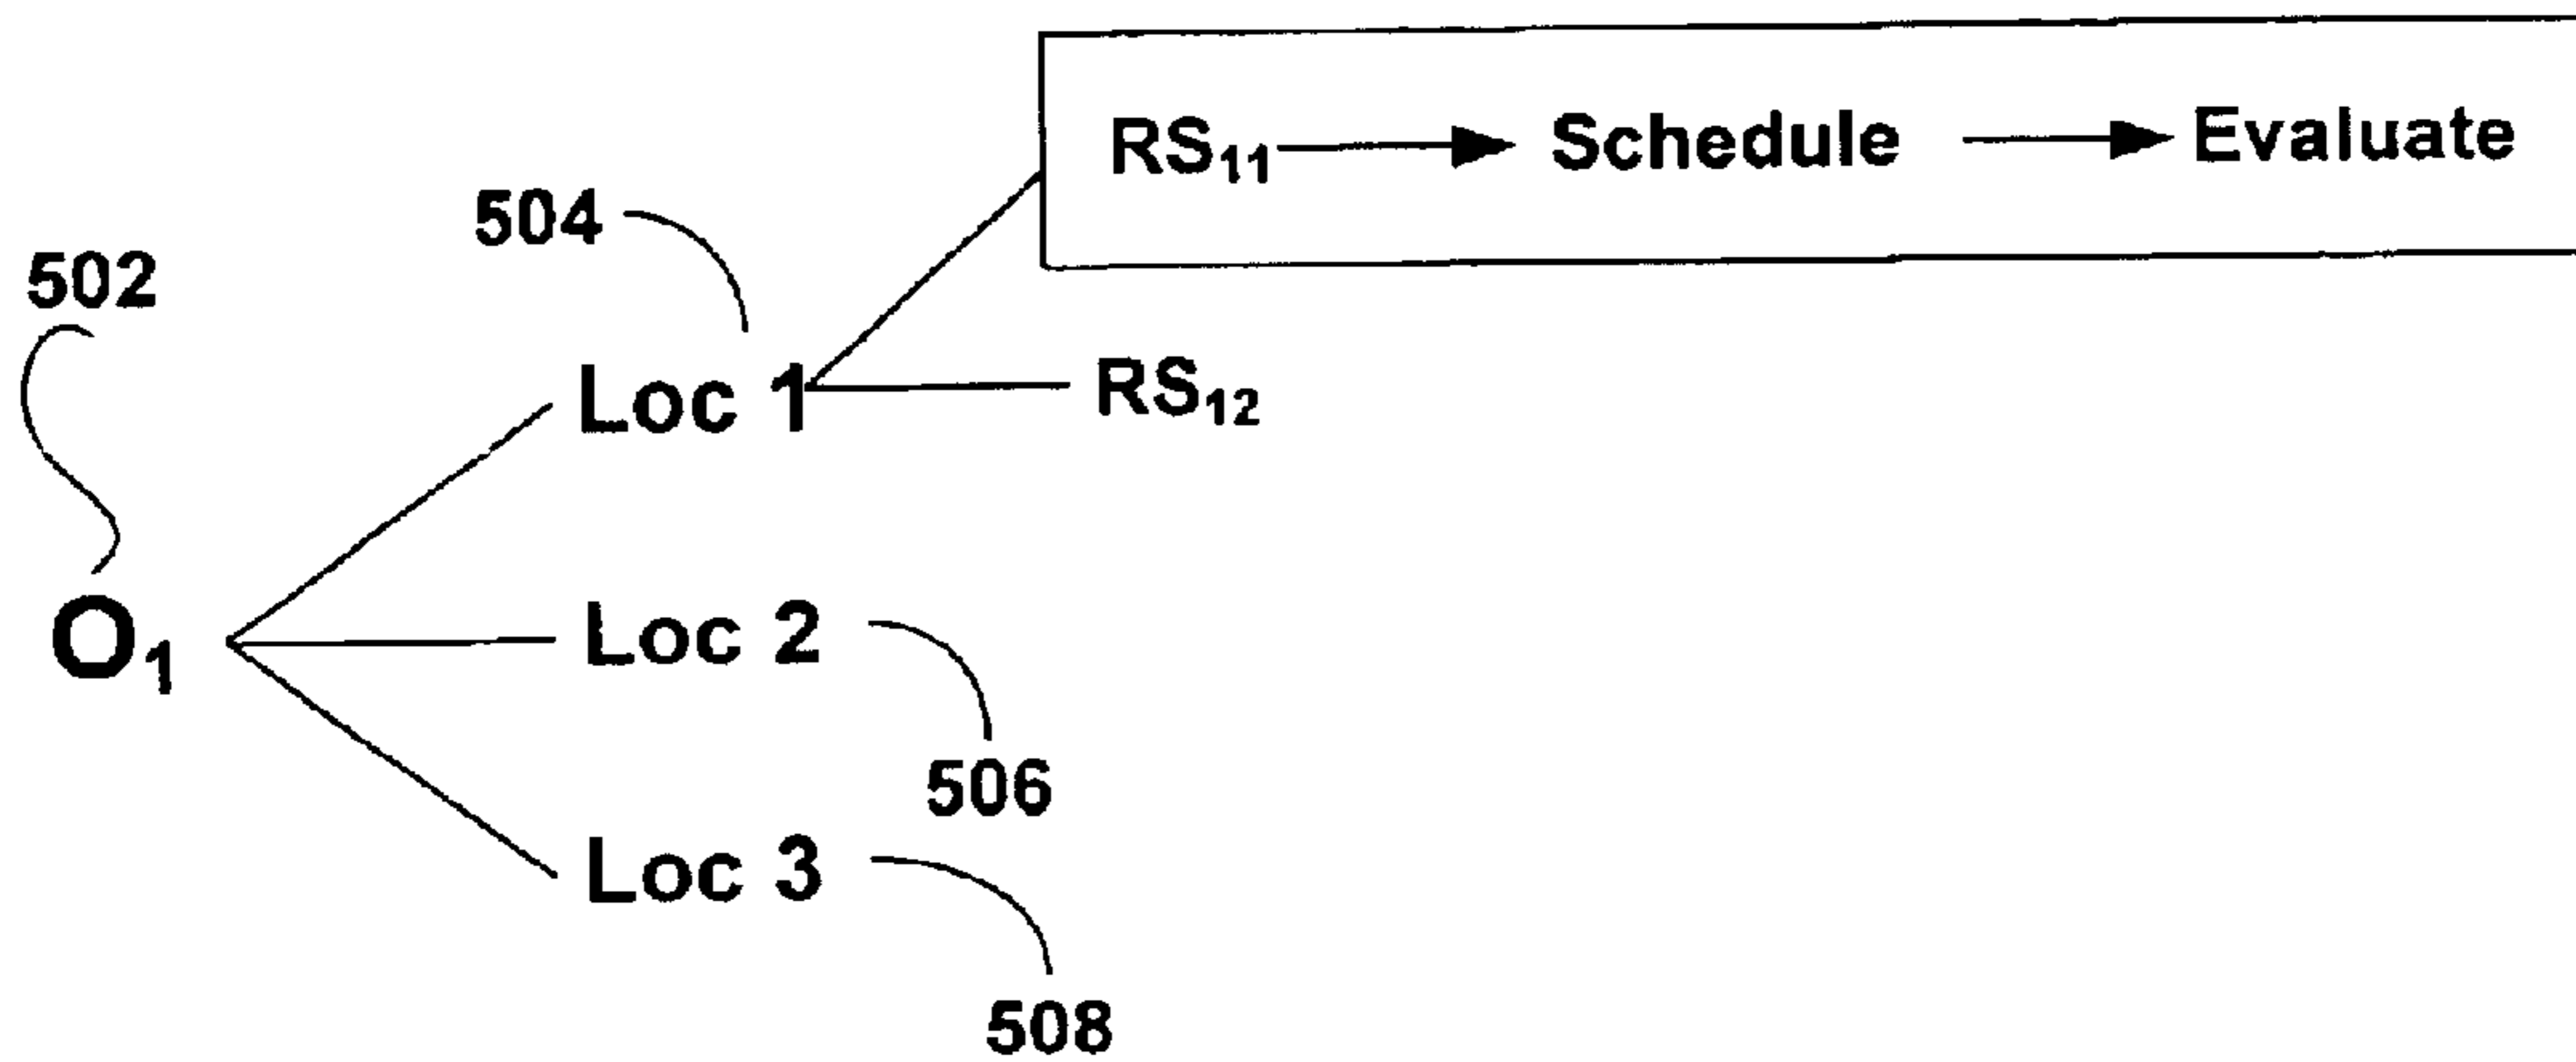 RS₁₁ Schedule Evaluate
504
502
Loc 1 RS₁₂
O₁ Loc 2
506
Loc 3
508